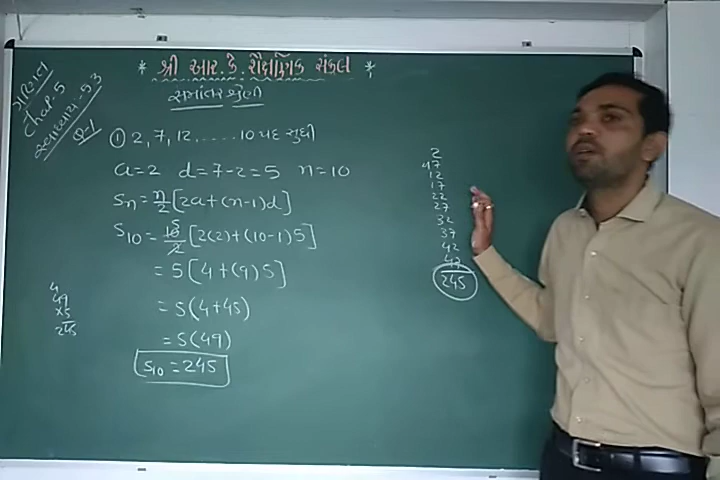 * શ્રી આર. કે. શૈક્ષણિક સંકુલ *
સમાંતર શ્રેણી
ગણિત
Chap. 5
સ્વાધ્યાય - 5.3
Q-1
① 2, 7, 12, ...... 10 પદ સુધી
a = 2 d = 7-2 = 5 n = 10
Sn = n/2 [2a+(n-1)d]
S10 = 10/2 [2(2)+(10-1)5]
5
= 5[4+(9)5]
= 5(4+45)
= 5(49)
S10 = 245
4
49
x5
245
2
7
12
17
22
27
32
37
42
47
245